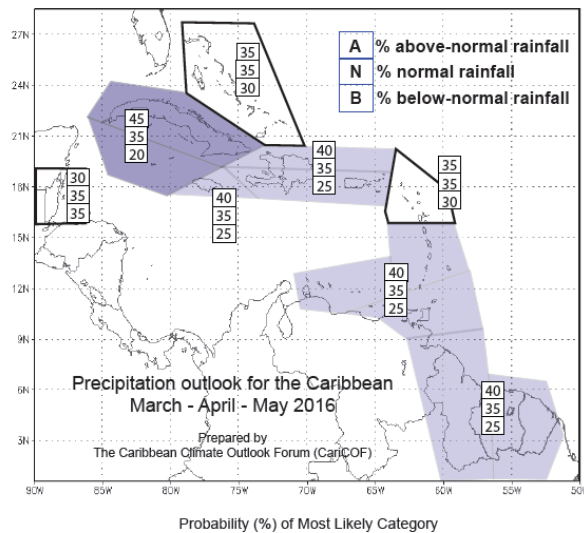 27N
24N
21N
18N
15N
12N
9N
6N
3N
A % above-normal rainfall
N % normal rainfall
B % below-normal rainfall
35
35
30
45
35
20
40
35
25
35
35
30
30
35
35
40
35
25
40
35
25
40
35
25
Precipitation outlook for the Caribbean
March - April - May 2016
Prepared by
The Caribbean Climate Outlook Forum (CariCOF)
90W 85W 80W 75W 70W 65W 60W 55W 50W
Probability (%) of Most Likely Category